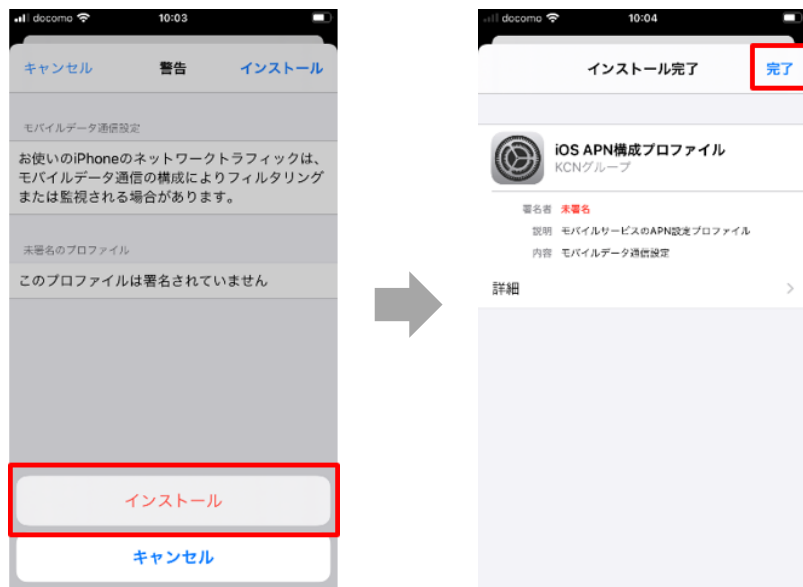 docomo 10:03
キャンセル 警告 インストール
モバイルデータ通信設定
お使いのiPhoneのネットワークトラフィックは、
モバイルデータ通信の構成によりフィルタリング
または監視される場合があります。
未署名のプロファイル
このプロファイルは署名されていません
インストール
キャンセル
docomo 10:04
インストール完了 完了
iOS APN構成プロファイル
KCNグループ
署名者 未署名
説明 モバイルサービスのAPN設定プロファイル
内容 モバイルデータ通信設定
詳細